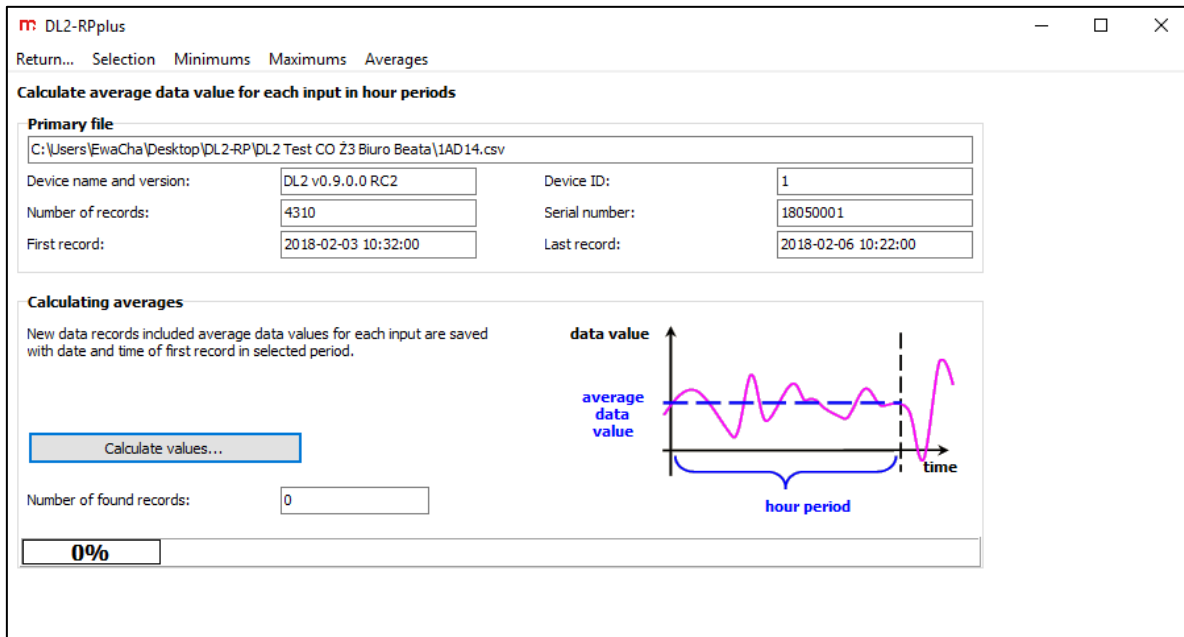 DL2-RPplus
Return... Selection Minimums Maximums Averages
Calculate average data value for each input in hour periods
Primary file
C:\Users\EwaCha\Desktop\DL2-RP\DL2 Test CO Ż3 Biuro Beata\1AD14.csv
Device name and version: DL2 v0.9.0.0 RC2 Device ID: 1
Number of records: 4310 Serial number: 18050001
First record: 2018-02-03 10:32:00 Last record: 2018-02-06 10:22:00
Calculating averages
New data records included average data values for each input are saved
with date and time of first record in selected period.
data value
average
data
value
time
hour period
Calculate values...
Number of found records: 0
0%